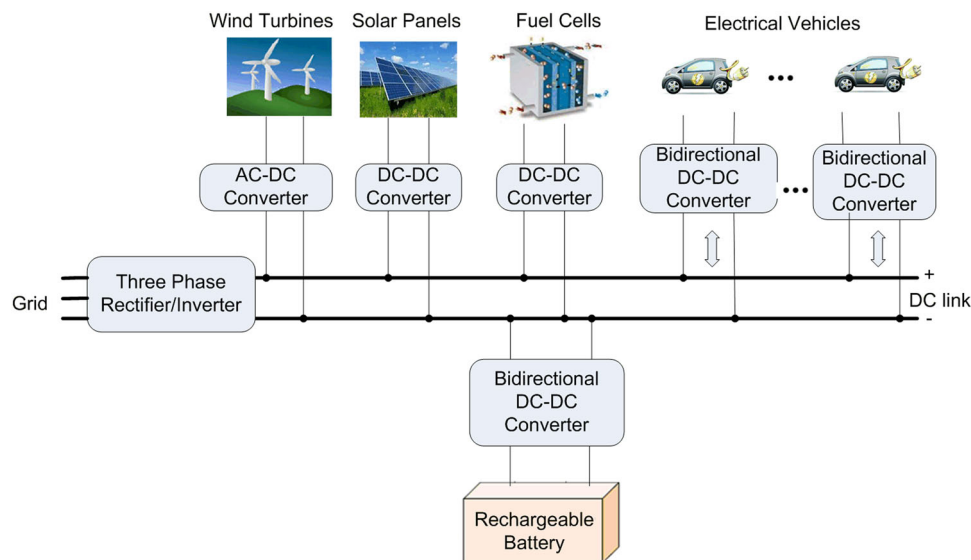 Wind Turbines
Solar Panels
Fuel Cells
Electrical Vehicles
AC-DC
Converter
DC-DC
Converter
DC-DC
Converter
Bidirectional
DC-DC
Converter
Bidirectional
DC-DC
Converter
Grid
Three Phase
Rectifier/Inverter
+
DC link
-
Bidirectional
DC-DC
Converter
Rechargeable
Battery